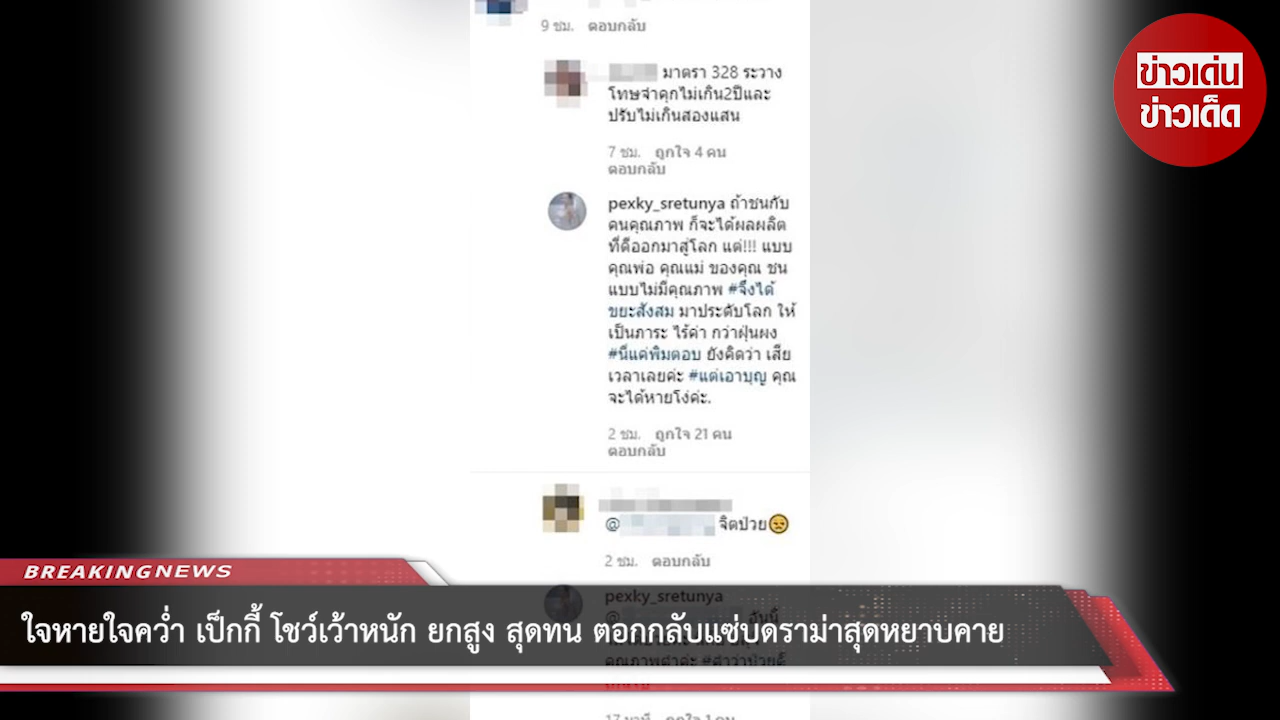 9 ชม. ตอบกลับ
มาตรา 328 ระวาง
โทษจำคุกไม่เกิน2ปีและ
ปรับไม่เกินสองแสน
7 ชม. ถูกใจ 4 คน
ตอบกลับ
pexky_sretunya ถ้าชนกับ
คนคุณภาพ ก็จะได้ผลผลิต
ที่ดีออกมาสู่โลก แต่!!! แบบ
คุณพ่อ คุณแม่ ของคุณ ชน
แบบไม่มีคุณภาพ #จึงได้
ขยะสังสม มาประดับโลก ให้
เป็นภาระ ไร้ค่า กว่าฝุ่นผง
#นี่แค่พิมตอบ ยังคิดว่า เสีย
เวลาเลยค่ะ #แต่เอาบุญ คุณ
จะได้หายโง่ค่ะ.
2 ชม. ถูกใจ 21 คน
ตอบกลับ
@ จิตป่วย😒
2 ชม. ตอบกลับ
pexky_sretunya
@
17 นาที ถูกใจ 1 คน
ข่าวเด่น
ข่าวเด็ด
BREAKINGNEWS
ใจหายใจคว่ำ เป็กกี้ โชว์เว้าหนัก ยกสูง สุดทน ตอกกลับแซ่บดราม่าสุดหยาบคาย